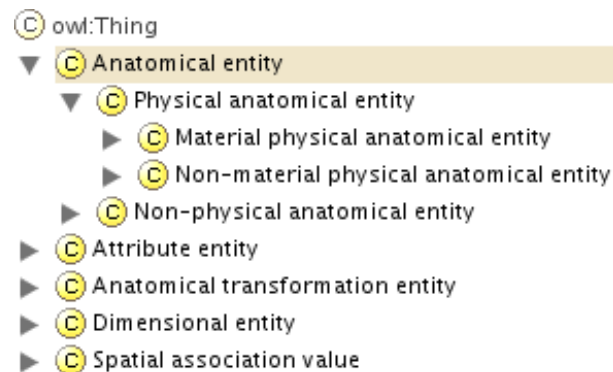 C owl:Thing
C Anatomical entity
C Physical anatomical entity
C Material physical anatomical entity
C Non-material physical anatomical entity
C Non-physical anatomical entity
C Attribute entity
C Anatomical transformation entity
C Dimensional entity
C Spatial association value